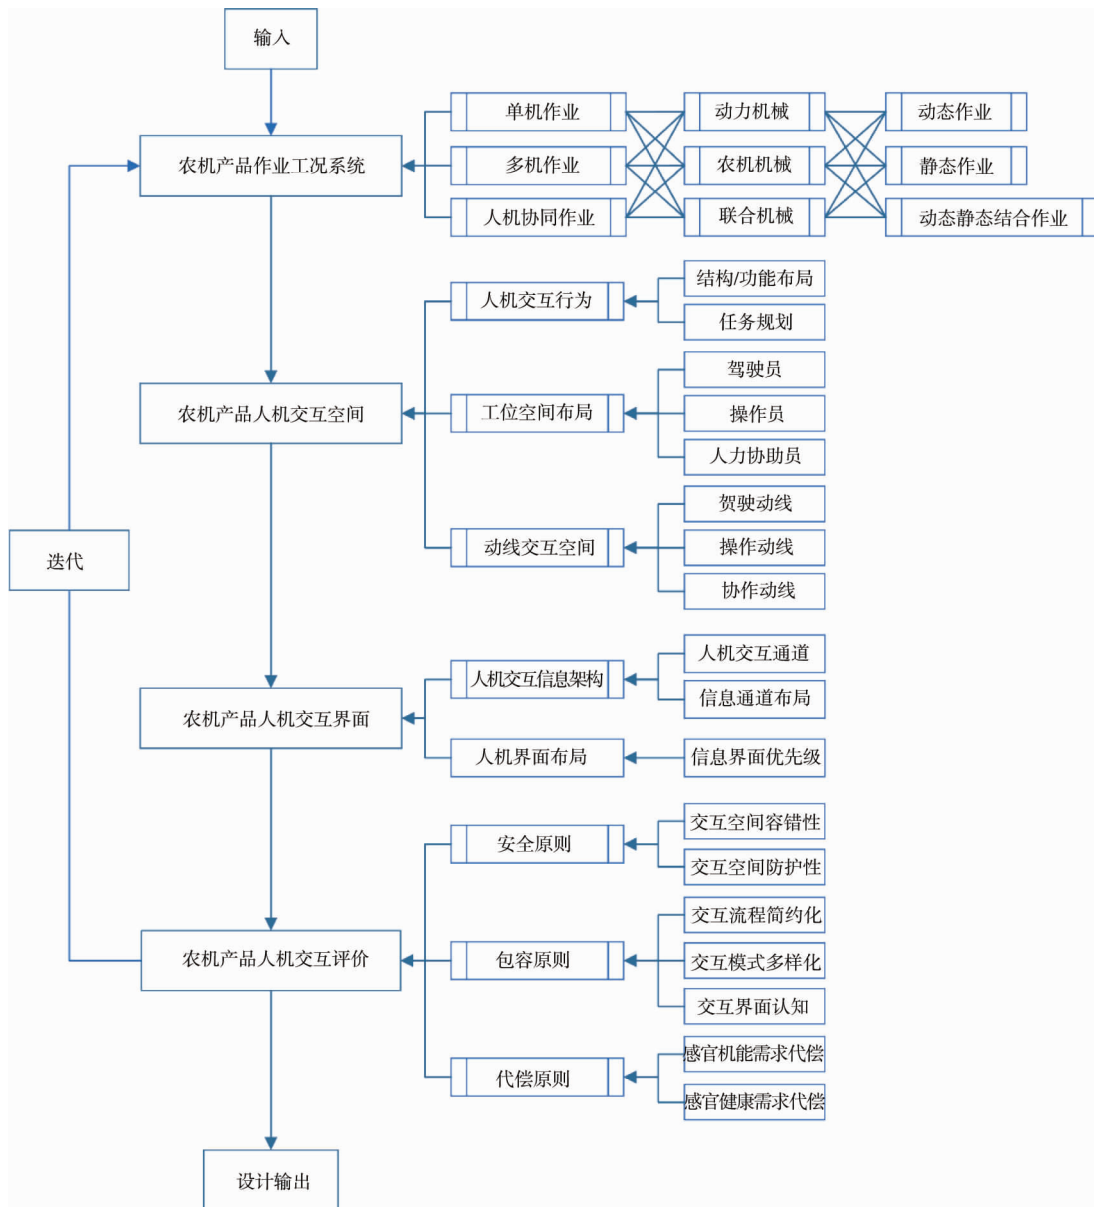 输入
单机作业
动力机械
动态作业
农机产品作业工况系统
多机作业
农机机械
静态作业
人机协同作业
联合机械
动态静态结合作业
人机交互行为
结构/功能布局
任务规划
农机产品人机交互空间
工位空间布局
驾驶员
操作员
人力协助员
动线交互空间
驾驶动线
操作动线
协作动线
迭代
农机产品人机交互界面
人机交互信息架构
人机交互通道
信息通道布局
人机界面布局
信息界面优先级
安全原则
交互空间容错性
交互空间防护性
农机产品人机交互评价
包容原则
交互流程简约化
交互模式多样化
交互界面认知
代偿原则
感官机能需求代偿
感官健康需求代偿
设计输出